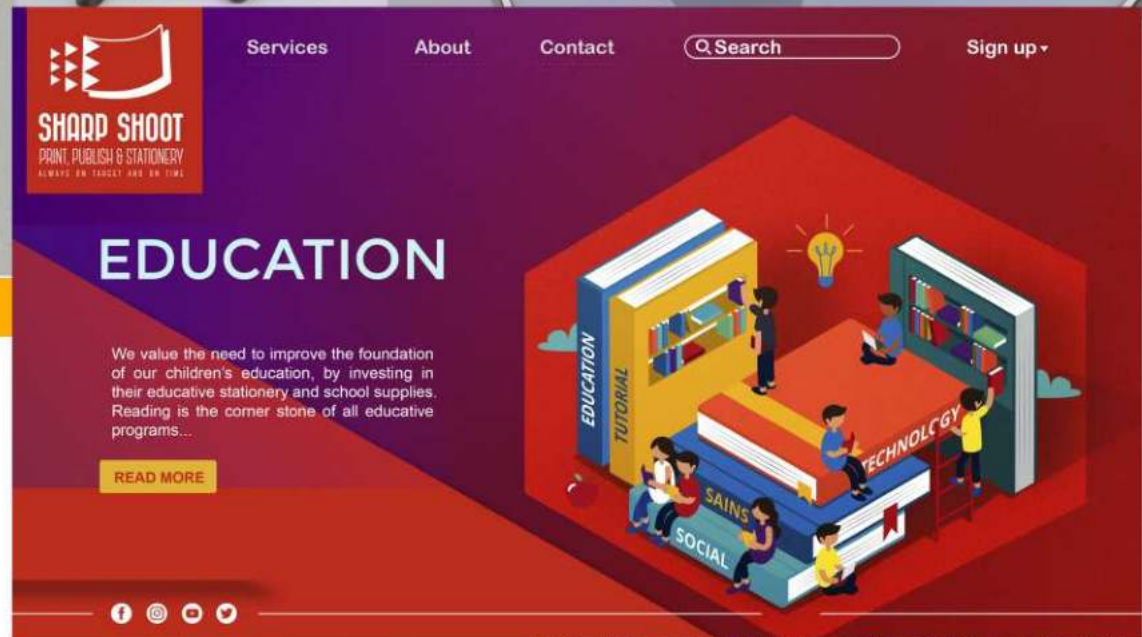 SHARP SHOOT
PRINT, PUBLISH & STATIONERY
ALWAYS ON TARGET AND ON TIME
Services
About
Contact
Search
Sign up
EDUCATION
We value the need to improve the foundation
of our children's education, by investing in
their educative stationery and school supplies.
Reading is the corner stone of all educative
programs...
READ MORE
EDUCATION
TUTORIAL
TECHNOLOGY
SAINS
SOCIAL